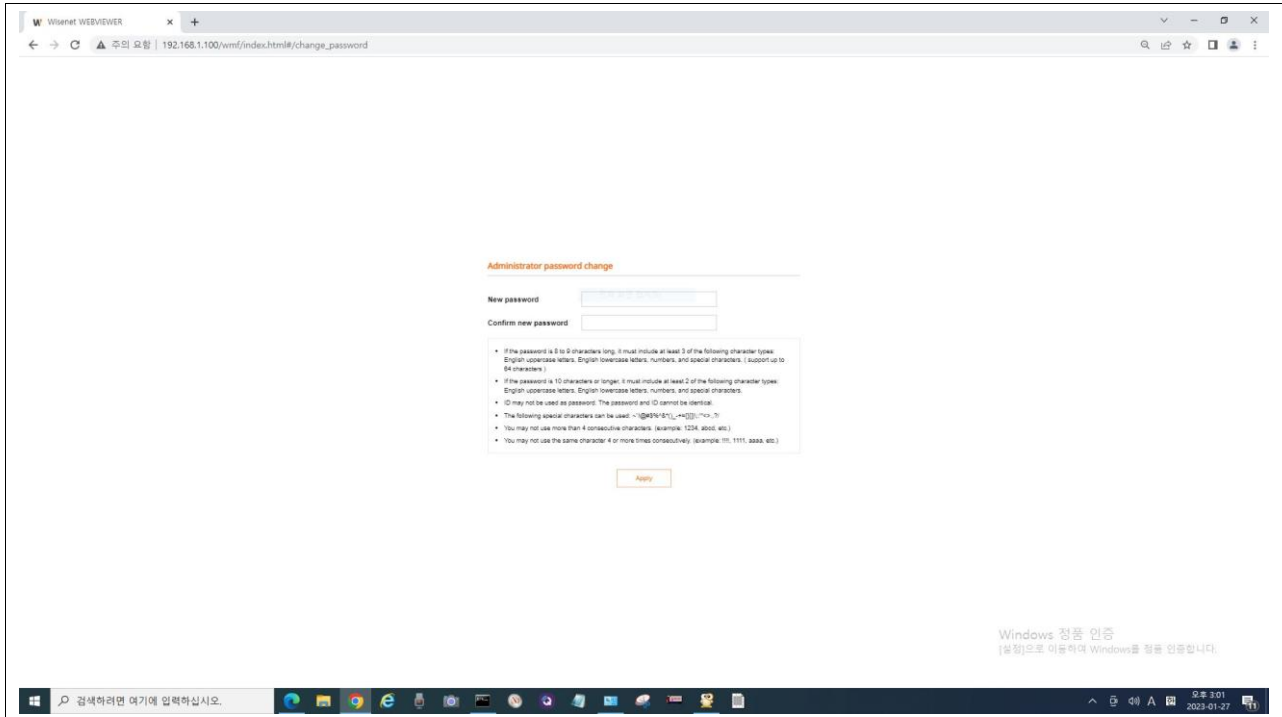 Wisenet WEBVIEWER
주의 요함 | 192.168.1.100/wmf/index.html#/change_password
Administrator password change
New password
Confirm new password
If the password is 8 to 9 characters long, it must include at least 3 of the following character types:
English uppercase letters, English lowercase letters, numbers, and special characters. ( support up to
64 characters )
If the password is 10 characters or longer, it must include at least 2 of the following character types:
English uppercase letters, English lowercase letters, numbers, and special characters.
ID may not be used as password. The password and ID cannot be identical.
The following special characters can be used:
You may not use more than 4 consecutive characters. (example: 1234, abcd, etc.)
You may not use the same character 4 or more times consecutively. (example: !!!!, 1111, aaaa, etc.)
Apply
Windows 정품 인증
[설정]으로 이동하여 Windows를 정품 인증합니다.
검색하려면 여기에 입력하십시오.
A
오후 3:01
2023-01-27